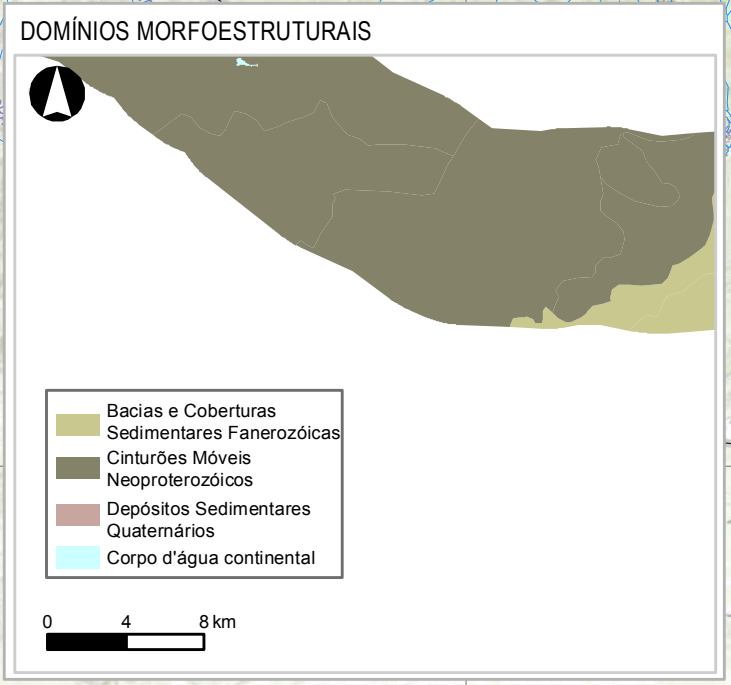 DOMÍNIOS MORFOESTRUTURAIS
Bacias e Coberturas
Sedimentares Fanerozóicas
Cinturões Móveis
Neoproterozóicos
Depósitos Sedimentares
Quaternários
Corpo d'água continental
0 4 8 km